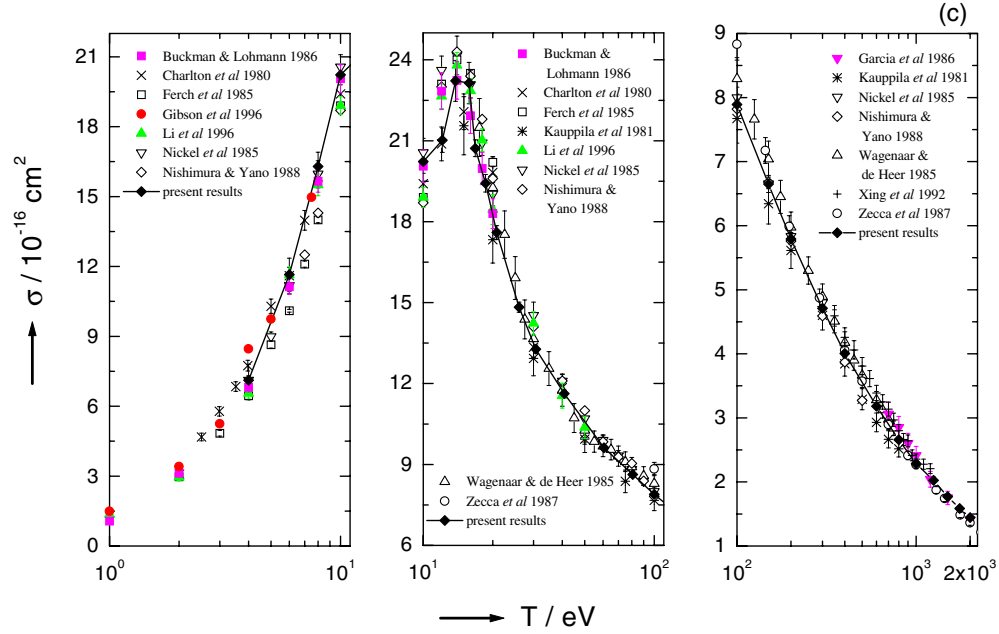 (c)
σ / 10⁻¹⁶ cm²
21
18
15
12
9
6
3
0
Buckman & Lohmann 1986
Charlton et al 1980
Ferch et al 1985
Gibson et al 1996
Li et al 1996
Nickel et al 1985
Nishimura & Yano 1988
present results
10⁰
10¹
24
21
18
15
12
9
6
Buckman &
Lohmann 1986
Charlton et al 1980
Ferch et al 1985
Kauppila et al 1981
Li et al 1996
Nickel et al 1985
Nishimura &
Yano 1988
Wagenaar & de Heer 1985
Zecca et al 1987
present results
10¹
10²
9
8
7
6
5
4
3
2
1
Garcia et al 1986
Kauppila et al 1981
Nickel et al 1985
Nishimura &
Yano 1988
Wagenaar &
de Heer 1985
Xing et al 1992
Zecca et al 1987
present results
10²
10³
2x10³
T / eV